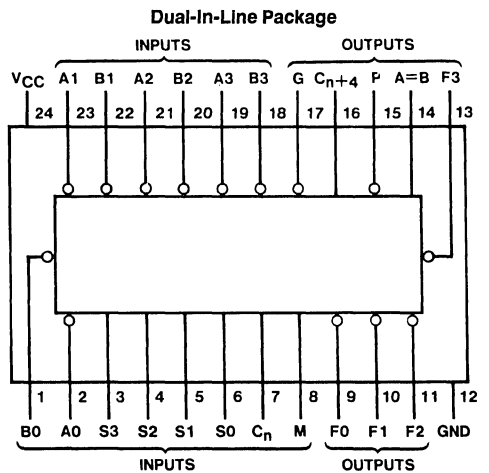 Dual-In-Line Package
INPUTS OUTPUTS
VCC A1 B1 A2 B2 A3 B3 G Cn+4 P A=B F3
24 23 22 21 20 19 18 17 16 15 14 13
1 2 3 4 5 6 7 8 9 10 11 12
B0 A0 S3 S2 S1 S0 Cn M F0 F1 F2 GND
INPUTS OUTPUTS